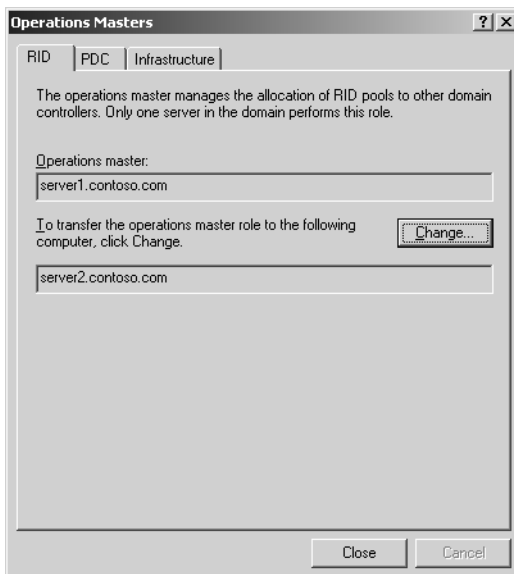 Operations Masters
RID PDC Infrastructure
The operations master manages the allocation of RID pools to other domain
controllers. Only one server in the domain performs this role.
Operations master:
server1.contoso.com
To transfer the operations master role to the following
computer, click Change.
Change...
server2.contoso.com
Close Cancel